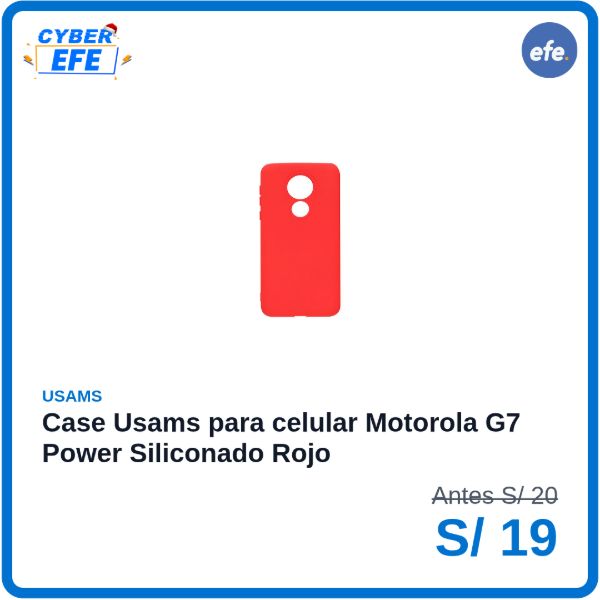 CYBER
EFE
efe.
USAMS
Case Usams para celular Motorola G7
Power Siliconado Rojo
Antes S/ 20
S/ 19